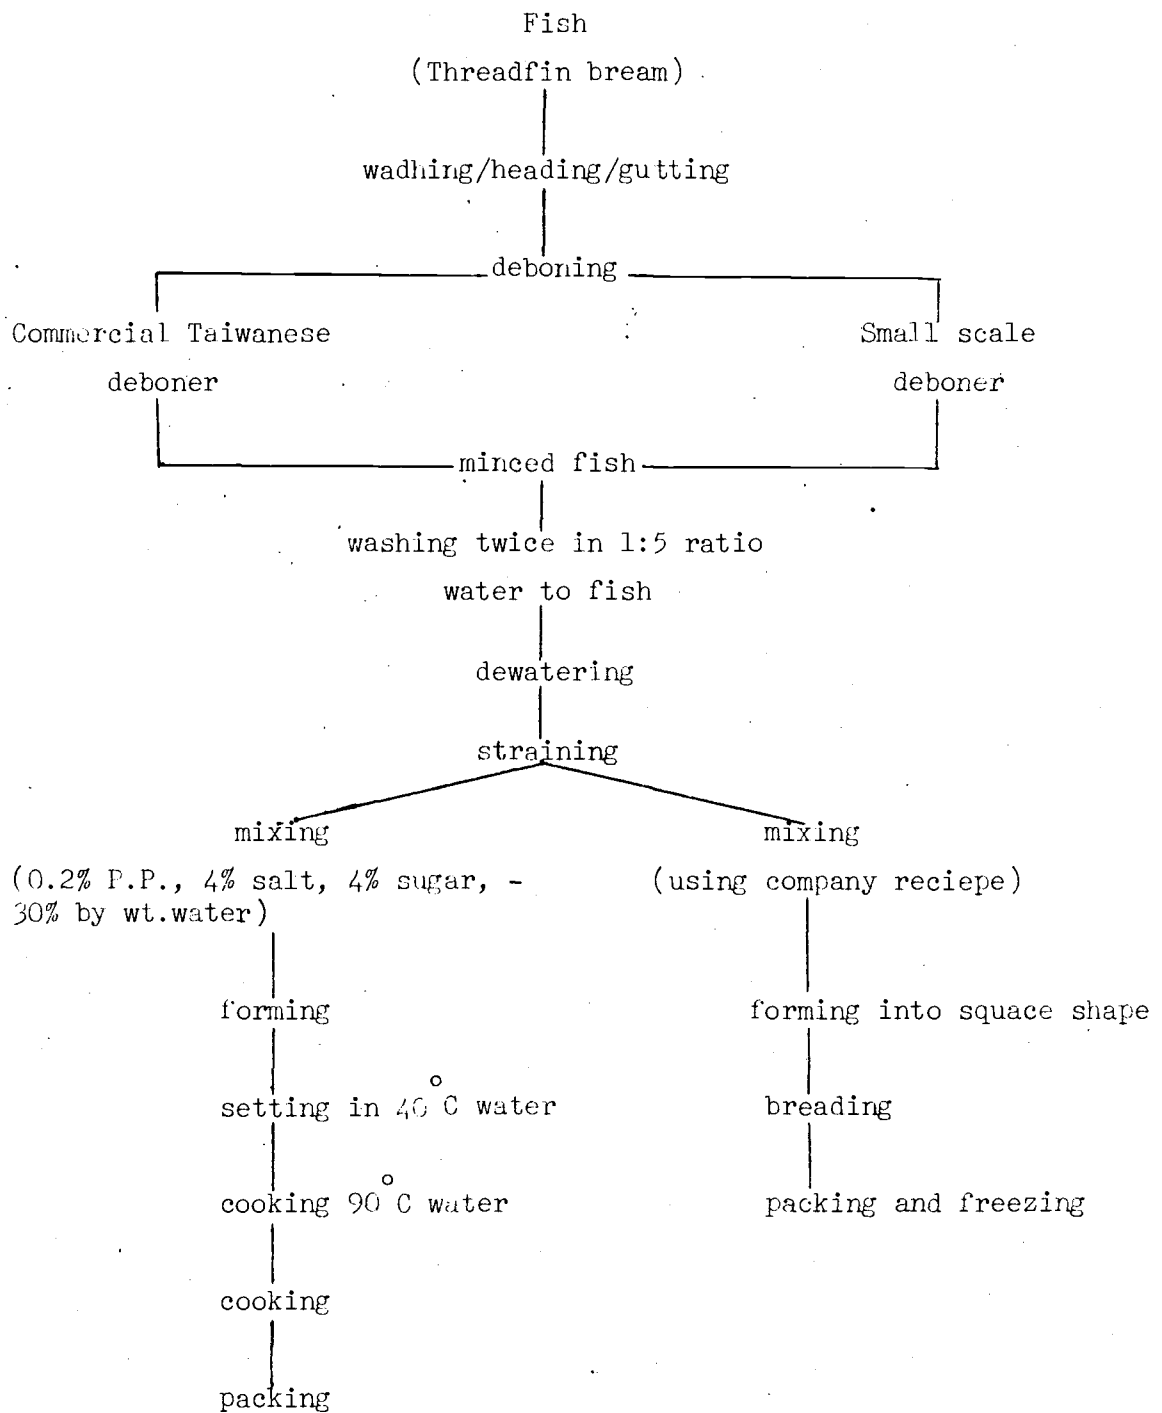 Fish
(Threadfin bream)
wadhing/heading/gutting
deboning
Commercial Taiwanese
deboner
Small scale
deboner
minced fish
washing twice in 1:5 ratio
water to fish
dewatering
straining
mixing
(0.2% P.P., 4% salt, 4% sugar, -
30% by wt.water)
forming
setting in 40°C water
cooking 90°C water
cooking
packing
mixing
(using company reciepe)
forming into squace shape
breading
packing and freezing